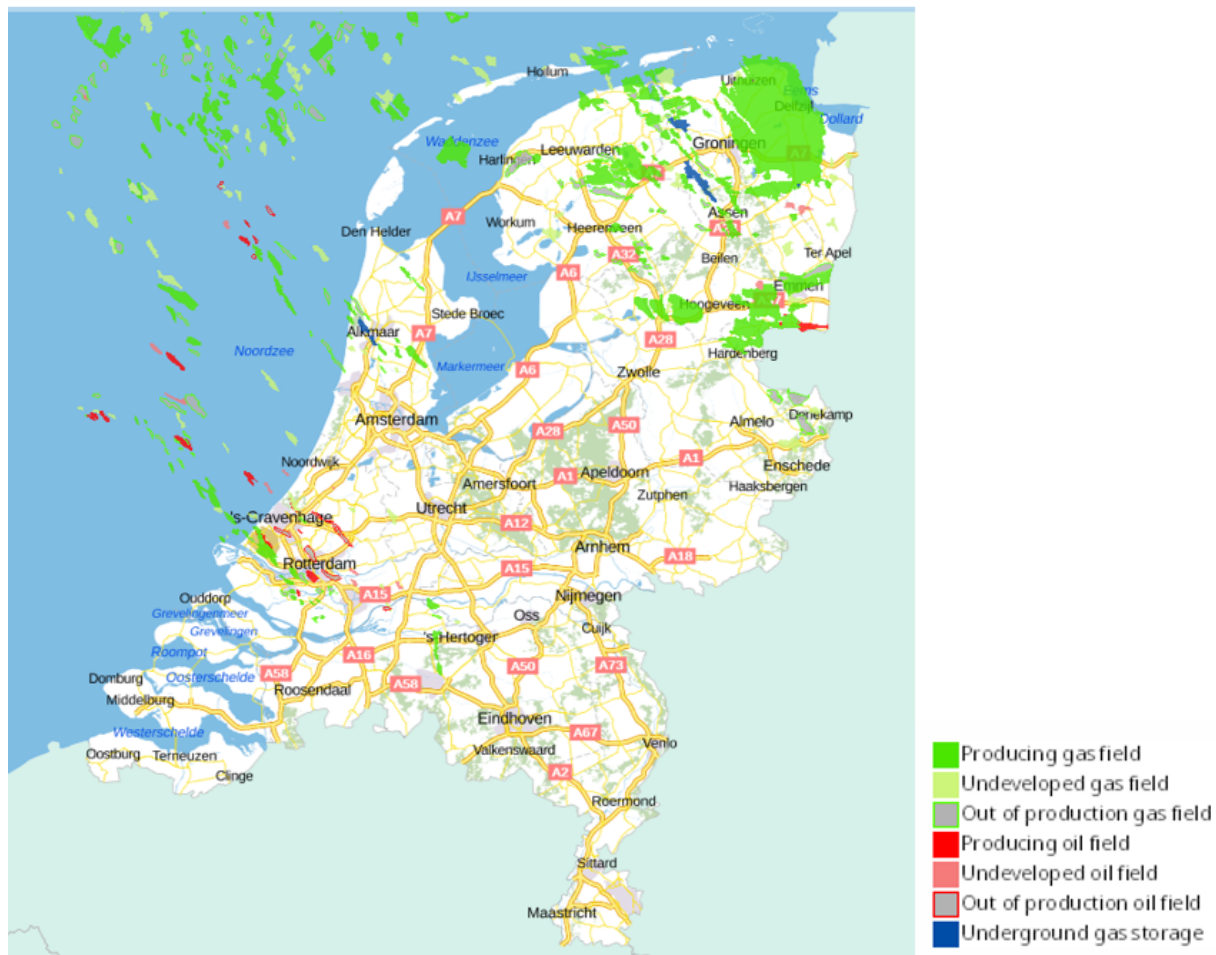 Hollum
Uithuizen
Eems
Delfzijl
Dollard
Waddenzee
Harlingen
Leeuwarden
Groningen
A7
Den Helder
A7
Workum
Heerenveen
Assen
A32
Beilen
Ter Apel
IJsselmeer
A6
Emmen
Stede Broec
Hoogeveen
Alkmaar
A7
A28
Noordzee
Markermeer
A6
Zwolle
Hardenberg
Amsterdam
A28
A50
Almelo
Denekamp
Noordwijk
Amersfoort
A1
Apeldoorn
A1
Enschede
Zutphen
Haaksbergen
's-Gravenhage
Utrecht
A12
Arnhem
A18
Rotterdam
A15
A15
Nijmegen
Ouddorp
Grevelingenmeer
Oss
Grevelingen
's Hertoger
Cuijk
Roompot
A16
A50
A73
Domburg
Oosterschelde
A58
Roosendaal
A58
Middelburg
Eindhoven
Westerschelde
A67
Oostburg
Terneuzen
Valkenswaard
Venlo
Clinge
A2
Roermond
Sittard
Maastricht
Producing gas field
Undeveloped gas field
Out of production gas field
Producing oil field
Undeveloped oil field
Out of production oil field
Underground gas storage